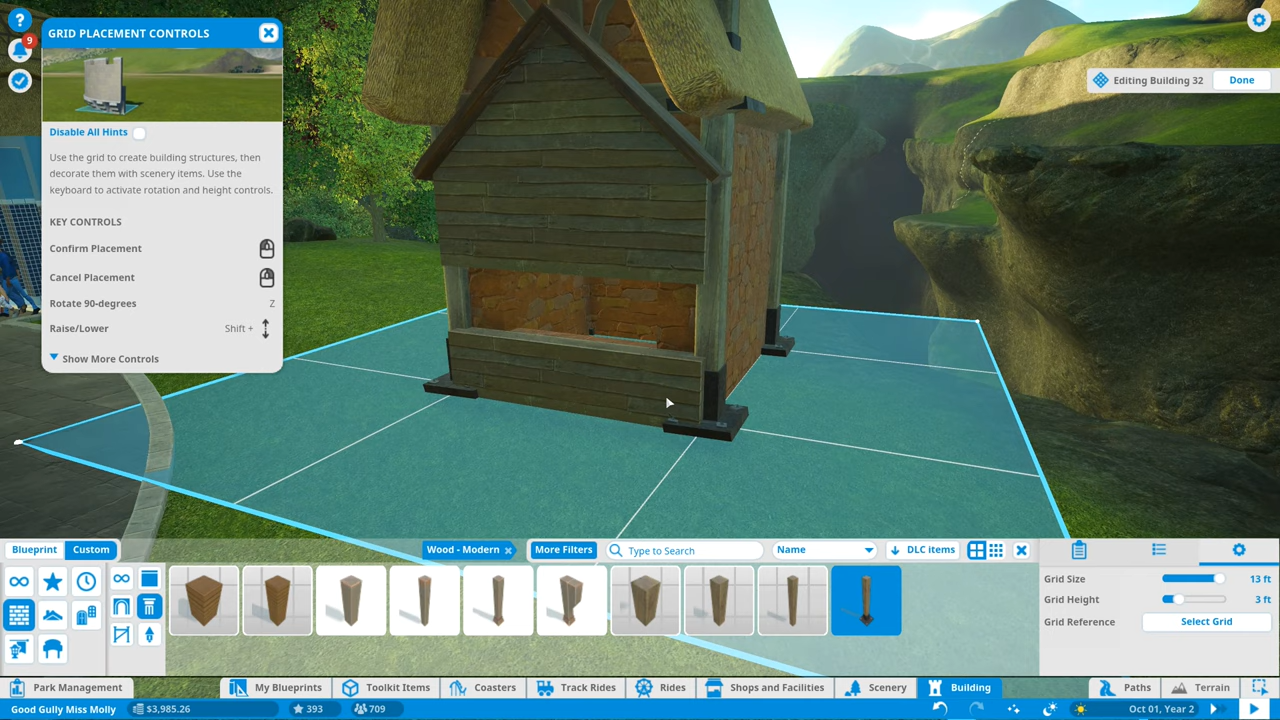 GRID PLACEMENT CONTROLS
Disable All Hints
Use the grid to create building structures, then
decorate them with scenery items. Use the
keyboard to activate rotation and height controls.
KEY CONTROLS
Confirm Placement
Cancel Placement
Rotate 90-degrees Z
Raise/Lower Shift +
Show More Controls
9
Editing Building 32 Done
Blueprint Custom
Wood - Modern More Filters Type to Search Name DLC items
Grid Size 13 ft
Grid Height 3 ft
Grid Reference Select Grid
Park Management My Blueprints Toolkit Items Coasters Track Rides Rides Shops and Facilities Scenery Building Paths Terrain
Good Gully Miss Molly $3,985.26 393 709 Oct 01, Year 2